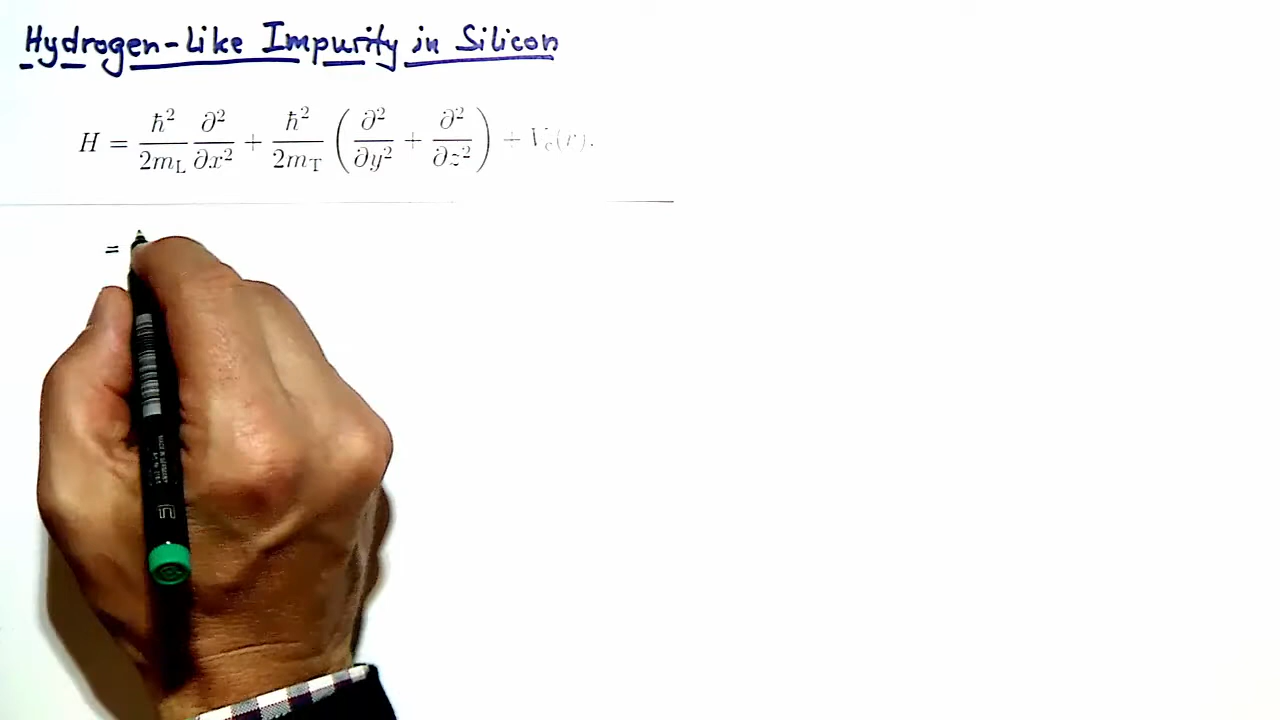 Hydrogen-Like Impurity in Silicon
H = ħ²/2m_L ∂²/∂x² + ħ²/2m_T (∂²/∂y² + ∂²/∂z²) + V_c(r).
=